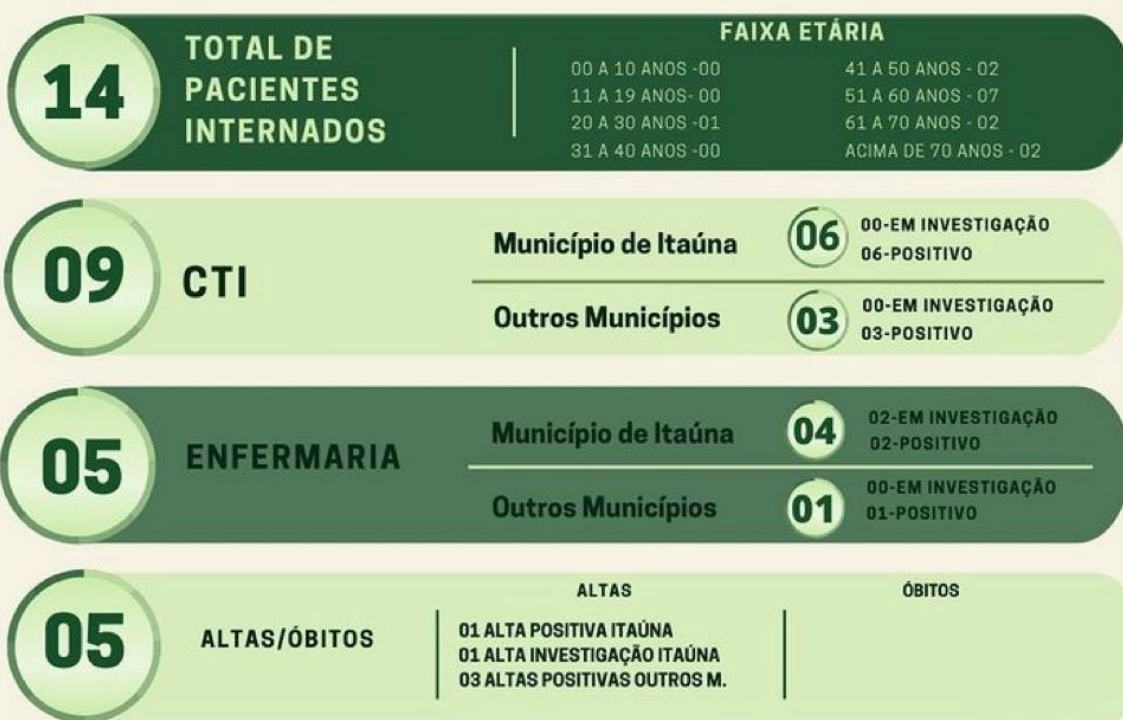 14
TOTAL DE
PACIENTES
INTERNADOS
FAIXA ETÁRIA
00 A 10 ANOS -00
11 A 19 ANOS- 00
20 A 30 ANOS -01
31 A 40 ANOS -00
41 A 50 ANOS - 02
51 A 60 ANOS - 07
61 A 70 ANOS - 02
ACIMA DE 70 ANOS - 02
09
CTI
Município de Itaúna
06
00-EM INVESTIGAÇÃO
06-POSITIVO
Outros Municípios
03
00-EM INVESTIGAÇÃO
03-POSITIVO
05
ENFERMARIA
Município de Itaúna
04
02-EM INVESTIGAÇÃO
02-POSITIVO
Outros Municípios
01
00-EM INVESTIGAÇÃO
01-POSITIVO
05
ALTAS/ÓBITOS
ALTAS
01 ALTA POSITIVA ITAÚNA
01 ALTA INVESTIGAÇÃO ITAÚNA
03 ALTAS POSITIVAS OUTROS M.
ÓBITOS